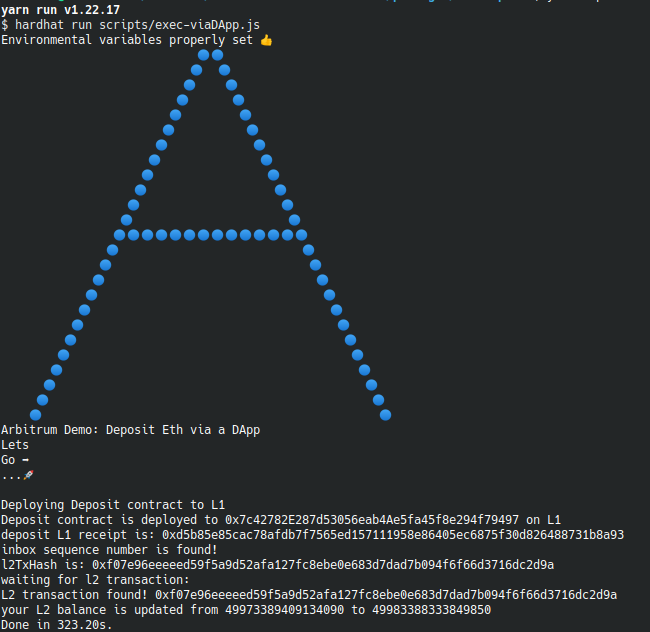 yarn run v1.22.17
$ hardhat run scripts/exec-viaDApp.js
Environmental variables properly set 👍
Arbitrum Demo: Deposit Eth via a DApp
Lets
Go ➡
...🚀
Deploying Deposit contract to L1
Deposit contract is deployed to 0x7c42782E287d53056eab4Ae5fa45f8e294f79497 on L1
deposit L1 receipt is: 0xd5b85e85cac78afdb7f7565ed157111958e86405ec6875f30d826488731b8a93
inbox sequence number is found!
l2TxHash is: 0xf07e96eeeeed59f5a9d52afa127fc8ebe0e683d7dad7b094f6f66d3716dc2d9a
waiting for l2 transaction:
L2 transaction found! 0xf07e96eeeeed59f5a9d52afa127fc8ebe0e683d7dad7b094f6f66d3716dc2d9a
your L2 balance is updated from 49973389409134090 to 49983388333849850
Done in 323.20s.